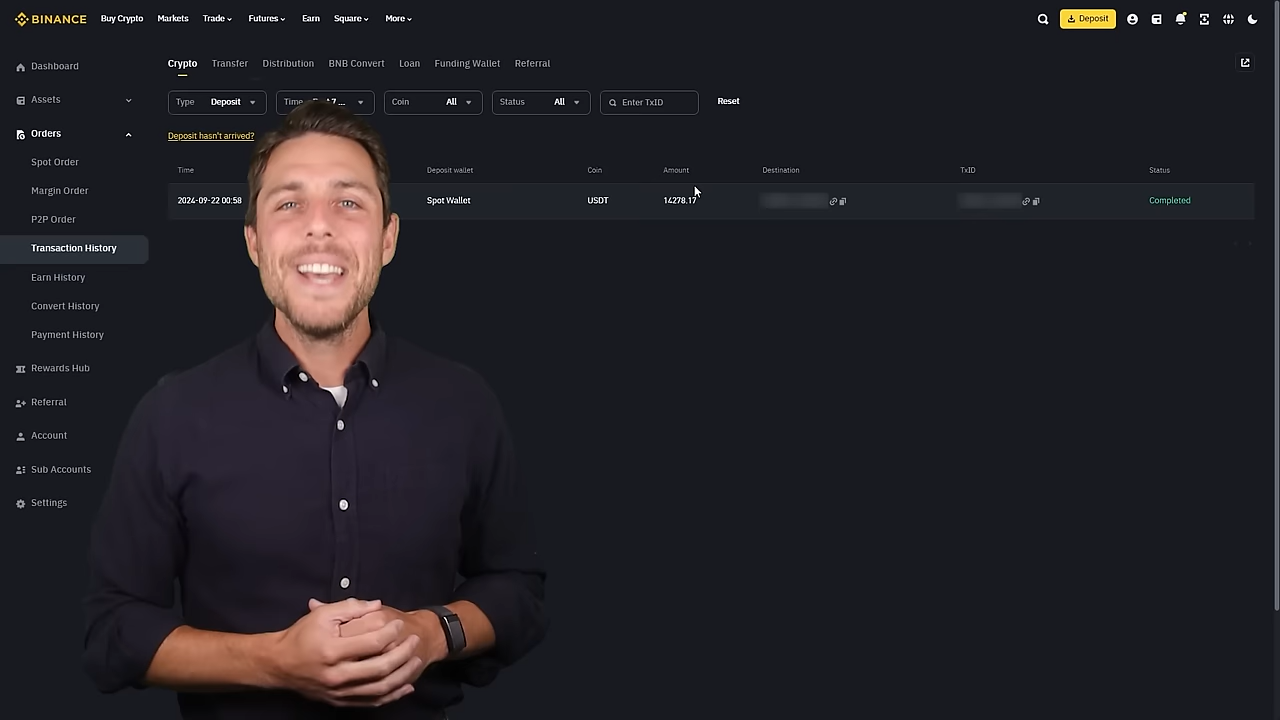 BINANCE Buy Crypto Markets Trade Futures Earn Square More Deposit
Crypto Transfer Distribution BNB Convert Loan Funding Wallet Referral
Type Deposit Time Coin All Status All Enter TxID Reset
Deposit hasn't arrived?
Time Deposit wallet Coin Amount Destination TxID Status
2024-09-22 00:58 Spot Wallet USDT 14278.17 Completed
Dashboard
Assets
Orders
Spot Order
Margin Order
P2P Order
Transaction History
Earn History
Convert History
Payment History
Rewards Hub
Referral
Account
Sub Accounts
Settings